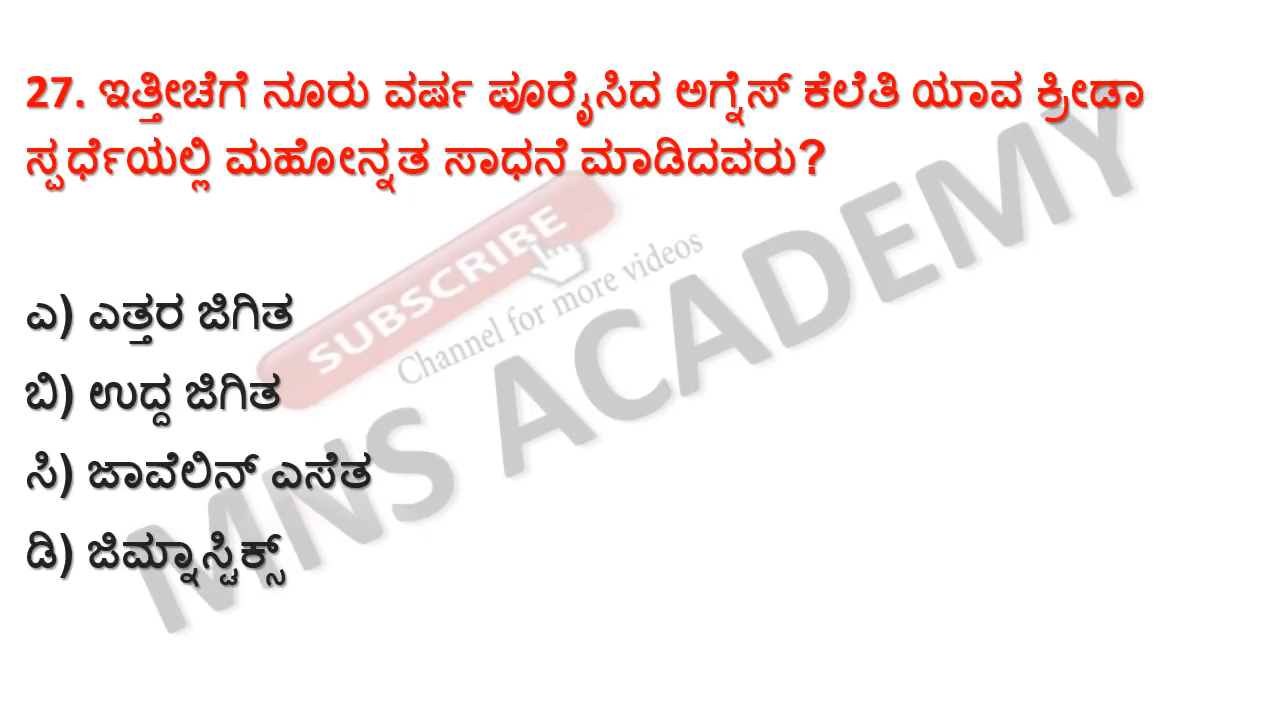 27. ಇತ್ತೀಚೆಗೆ ನೂರು ವರ್ಷ ಪೂರೈಸಿದ ಅಗ್ನೆಸ್ ಕೆಲೆತಿ ಯಾವ ಕ್ರೀಡಾ
ಸ್ಪರ್ಧೆಯಲ್ಲಿ ಮಹೋನ್ನತ ಸಾಧನೆ ಮಾಡಿದವರು?
SUBSCRIBE
Channel for more videos
MNS ACADEMY
ಎ) ಎತ್ತರ ಜಿಗಿತ
ಬಿ) ಉದ್ದ ಜಿಗಿತ
ಸಿ) ಜಾವೆಲಿನ್ ಎಸೆತ
ಡಿ) ಜಿಮ್ನಾಸ್ಟಿಕ್ಸ್